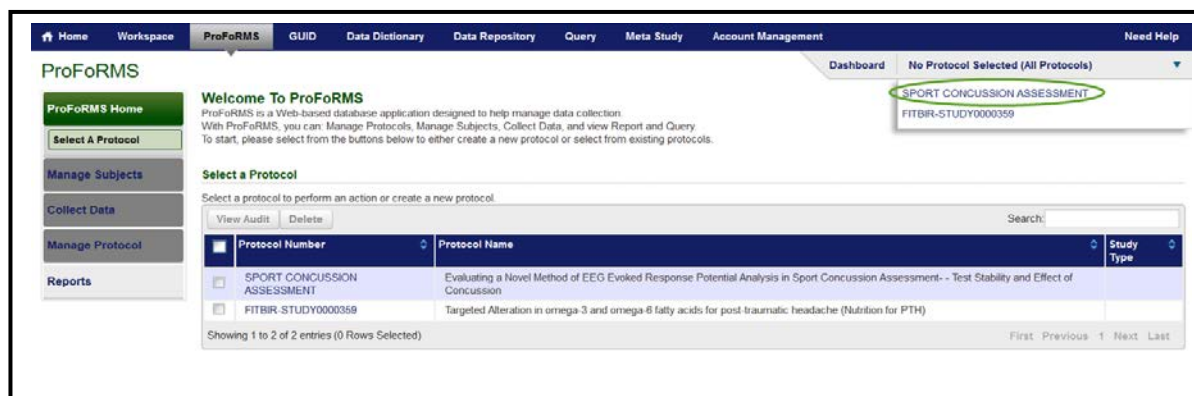 Home Workspace ProFoRMS GUID Data Dictionary Data Repository Query Meta Study Account Management Need Help
ProFoRMS
Dashboard No Protocol Selected (All Protocols)
SPORT CONCUSSION ASSESSMENT
FITBIR-STUDY0000359
ProFoRMS Home
Select A Protocol
Manage Subjects
Collect Data
Manage Protocol
Reports
Welcome To ProFoRMS
ProFoRMS is a Web-based database application designed to help manage data collection.
With ProFoRMS, you can: Manage Protocols, Manage Subjects, Collect Data, and view Report and Query.
To start, please select from the buttons below to either create a new protocol or select from existing protocols.
Select a Protocol
Select a protocol to perform an action or create a new protocol.
View Audit Delete Search:
Protocol Number Protocol Name Study
Type
SPORT CONCUSSION Evaluating a Novel Method of EEG Evoked Response Potential Analysis in Sport Concussion Assessment- - Test Stability and Effect of
ASSESSMENT Concussion
FITBIR-STUDY0000359 Targeted Alteration in omega-3 and omega-6 fatty acids for post-traumatic headache (Nutrition for PTH)
Showing 1 to 2 of 2 entries (0 Rows Selected) First Previous 1 Next Last